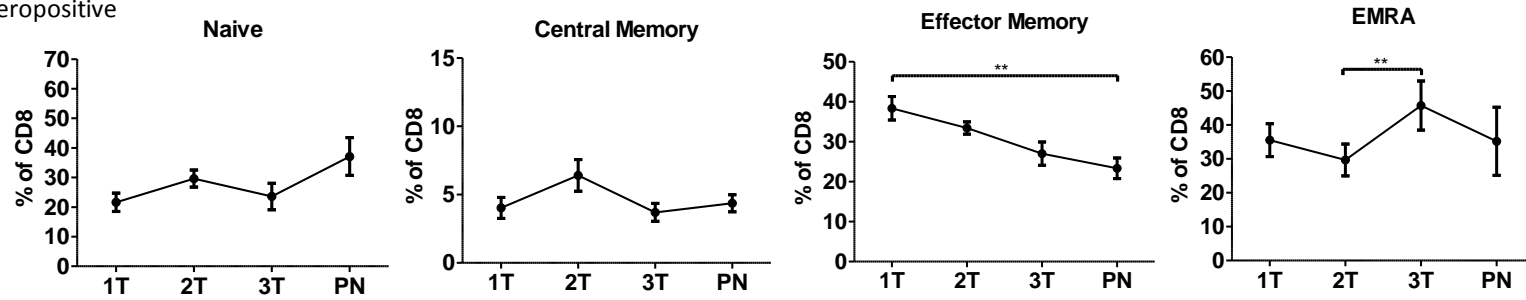 eropositive
Naive
% of CD8
70
60
50
40
30
20
10
0
1T 2T 3T PN
Central Memory
% of CD8
15
10
5
0
1T 2T 3T PN
Effector Memory
**
% of CD8
50
40
30
20
10
0
1T 2T 3T PN
EMRA
**
% of CD8
60
50
40
30
20
10
0
1T 2T 3T PN